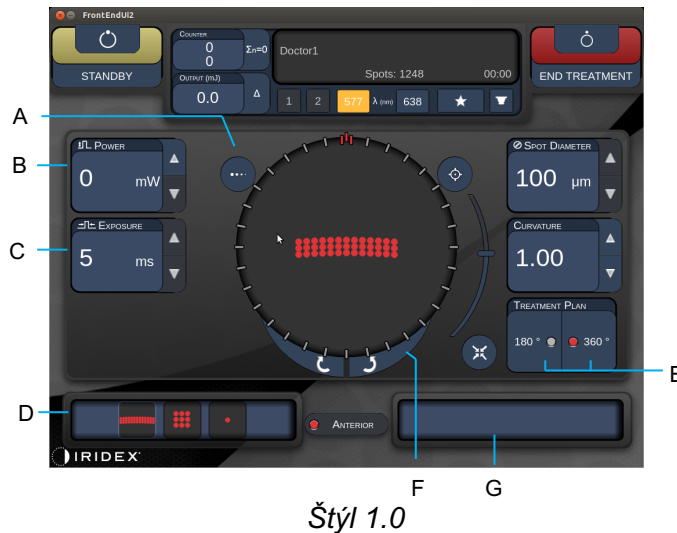 FrontEndUi2
STANDBY
COUNTER
0
0
Σn=0
OUTPUT (mJ)
0.0
Δ
Doctor1
Spots: 1248
00:00
1
2
577
λ (nm)
638
END TREATMENT
A
B
POWER
0
mW
C
EXPOSURE
5
ms
SPOT DIAMETER
100
µm
CURVATURE
1.00
TREATMENT PLAN
180 °
360 °
E
D
ANTERIOR
IRIDEX
F
G
Štýl 1.0